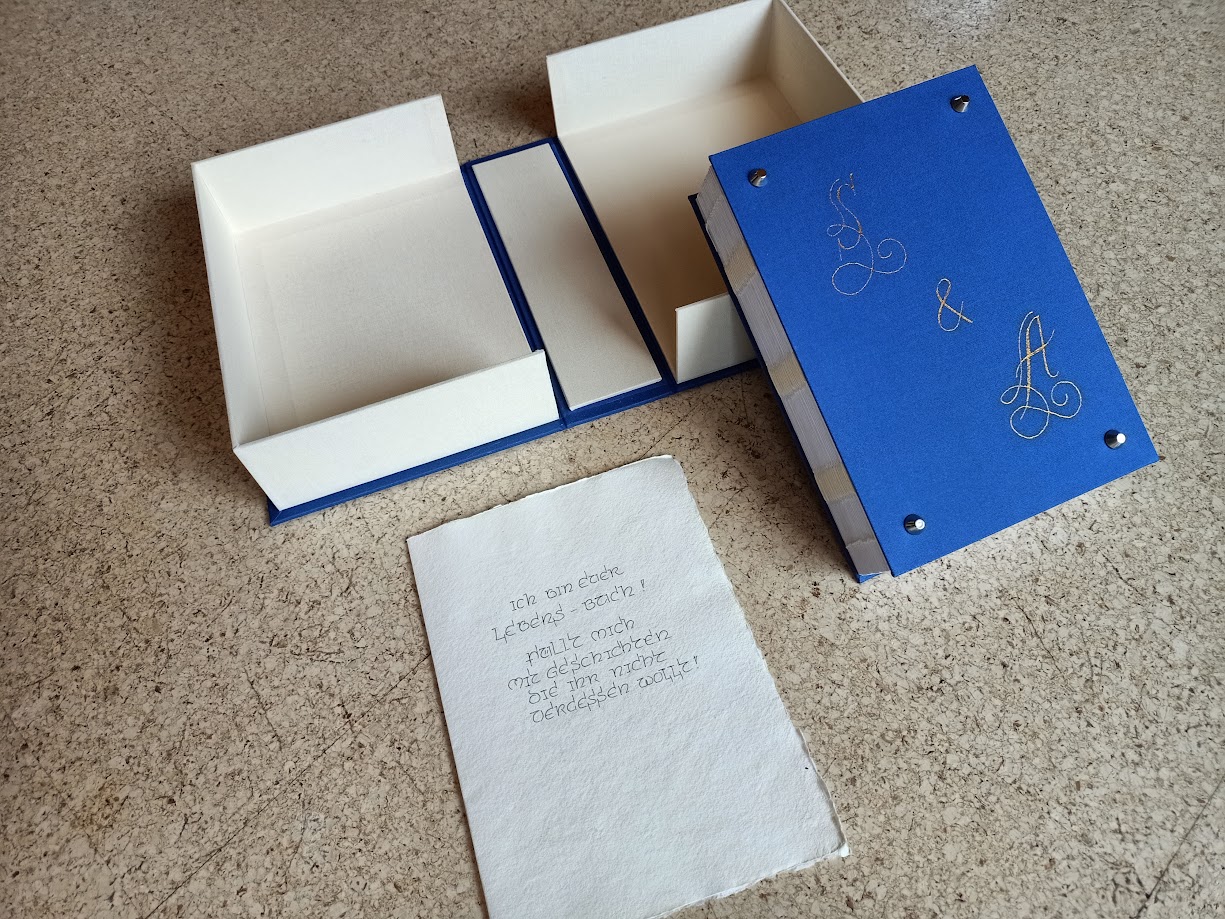 &
A
ICH BIN EUER
LEBENS-BUCH!
FÜLLT MICH
MIT GESCHICHTEN
DIE IHR NICHT
VERGESSEN WOLLT!